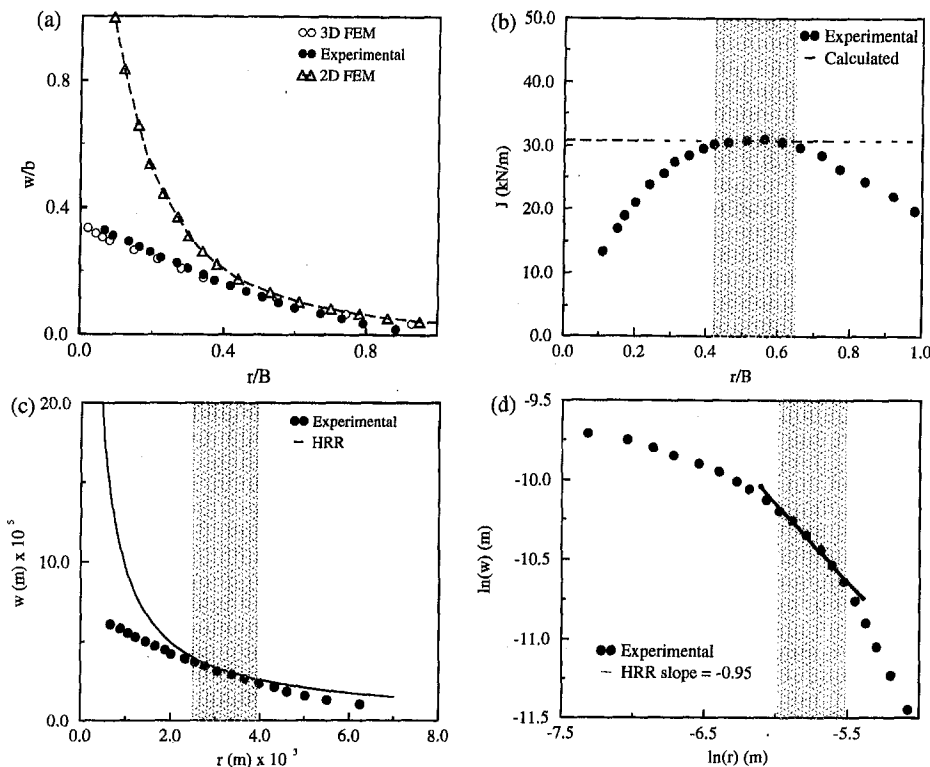 (a)
3D FEM
Experimental
2D FEM
0.8
0.4
0.0
0.0 0.4 0.8
w/b
r/B
(b)
50.0
40.0
30.0
20.0
10.0
0.0
0.0 0.2 0.4 0.6 0.8 1.0
Experimental
Calculated
J (kN/m)
r/B
(c)
20.0
10.0
0.0
0.0 2.0 4.0 6.0 8.0
Experimental
HRR
w (m) x 10⁵
r (m) x 10³
(d)
-9.5
-10.0
-10.5
-11.0
-11.5
-7.5 -6.5 -5.5
Experimental
HRR slope = -0.95
ln(w) (m)
ln(r) (m)